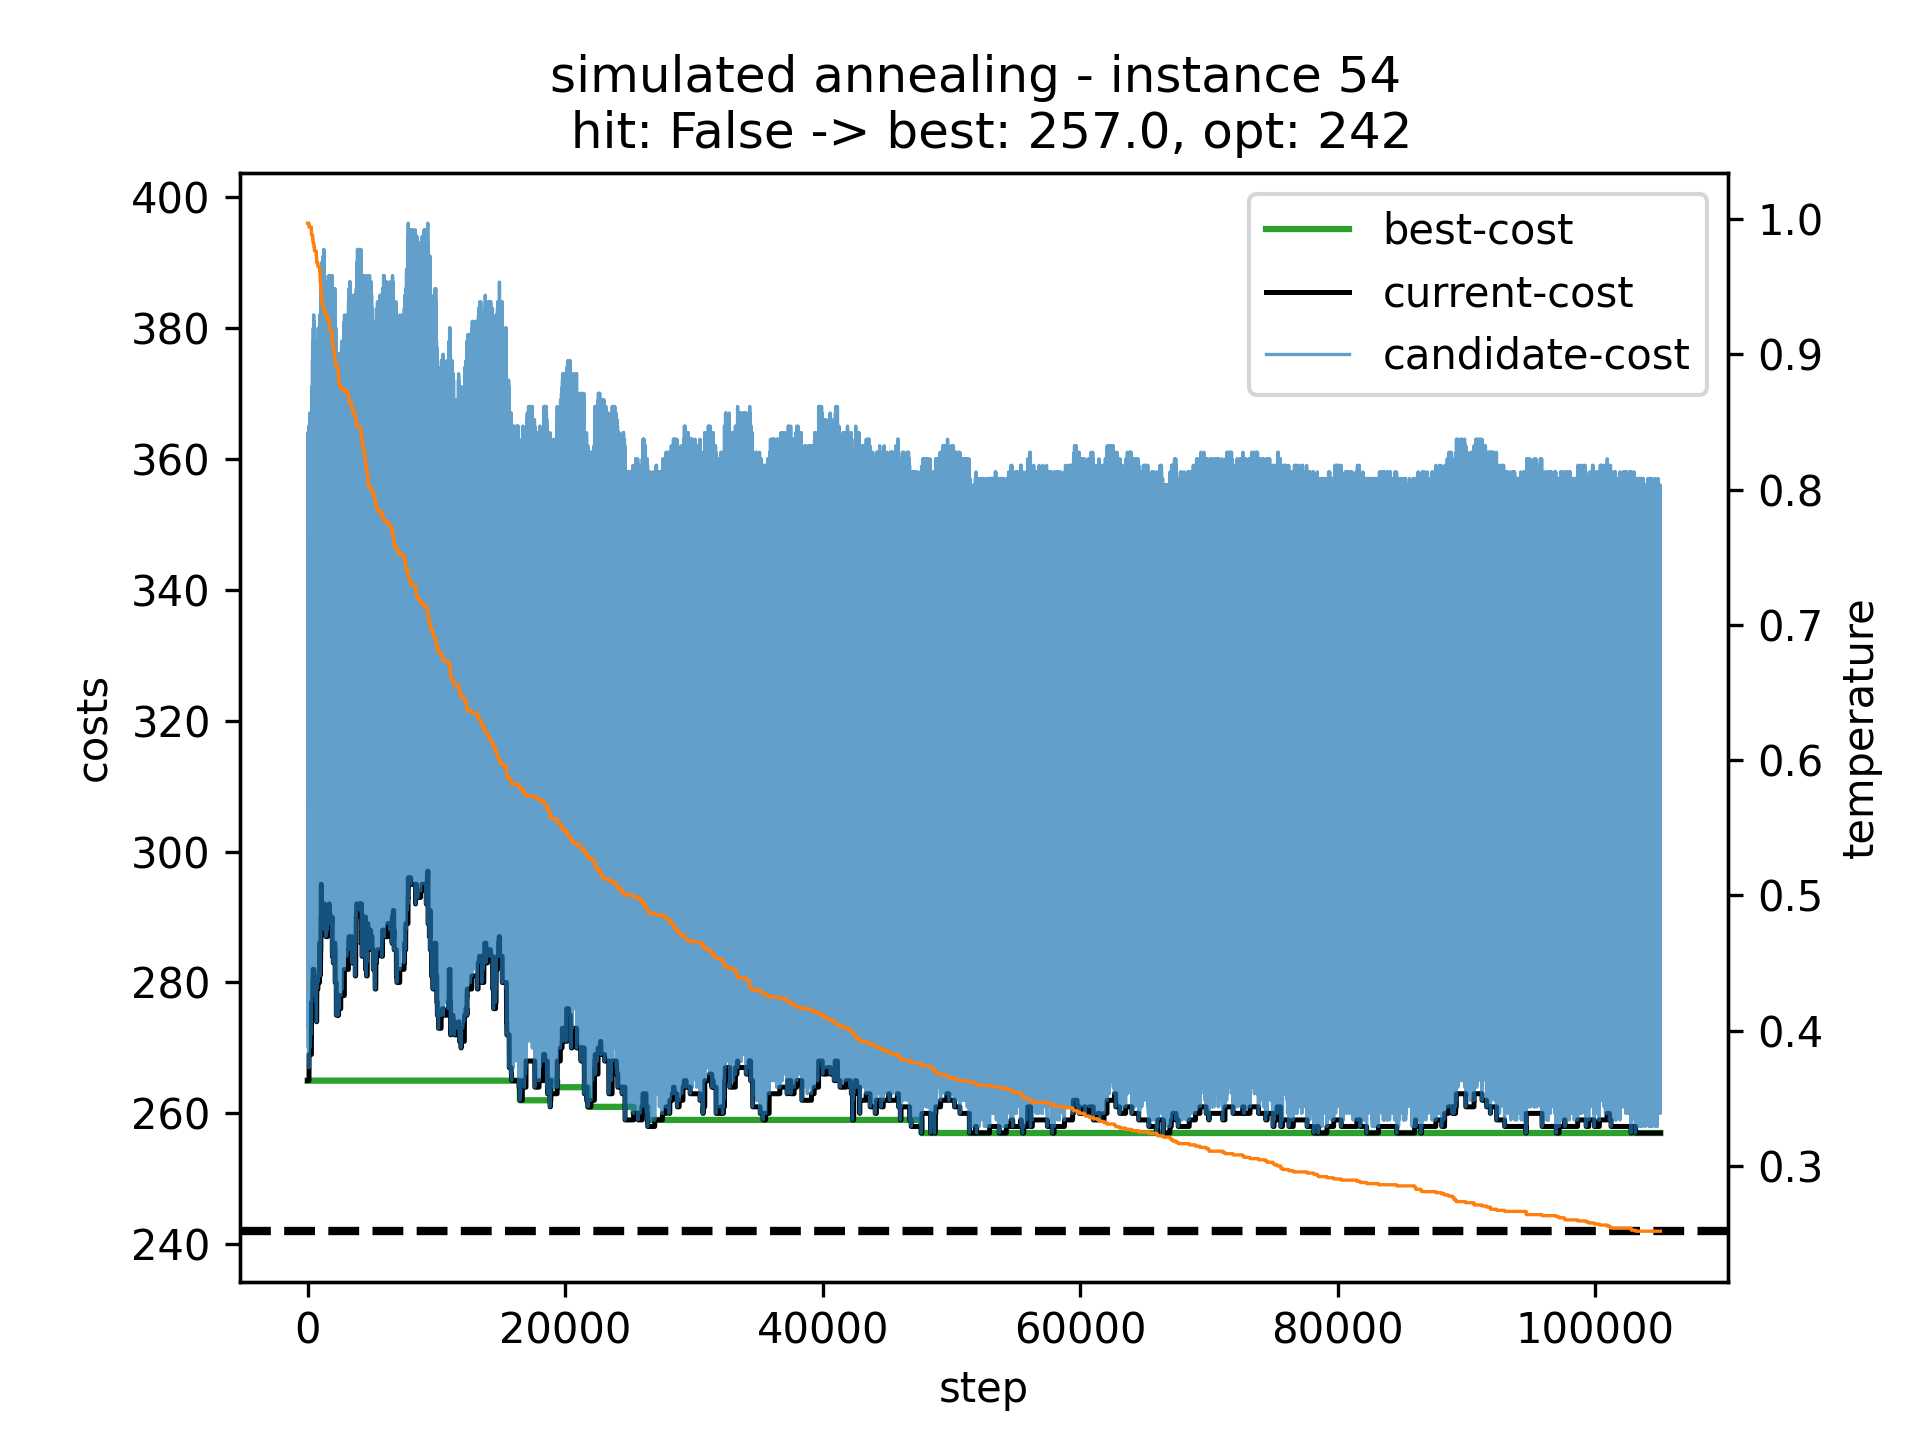 simulated annealing - instance 54
hit: False -> best: 257.0, opt: 242
400
380
360
340
320
300
280
260
240
costs
best-cost
current-cost
candidate-cost
1.0
0.9
0.8
0.7
0.6
0.5
0.4
0.3
temperature
0
20000
40000
60000
80000
100000
step